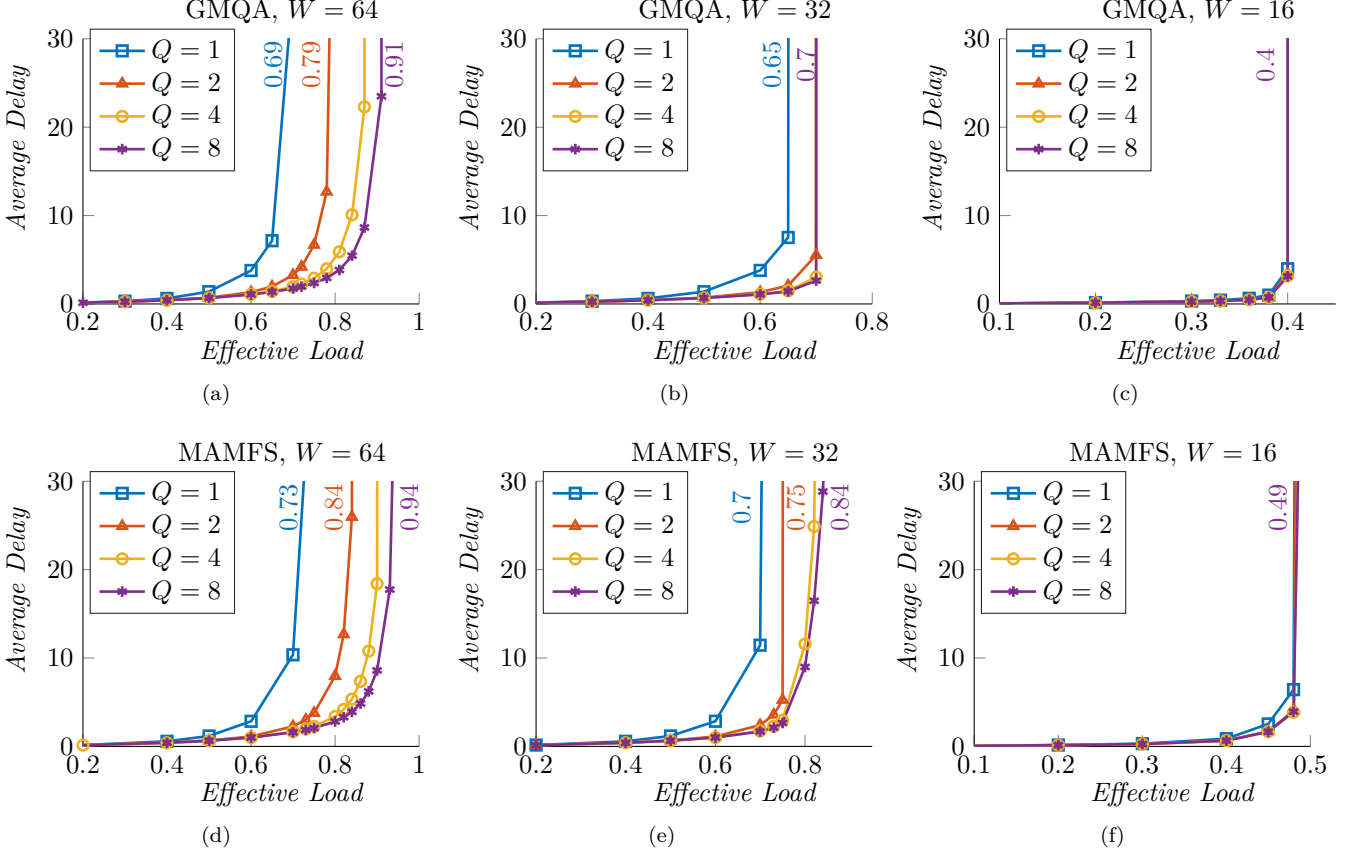 GMQA, W = 64
30
20
10
0
Average Delay
Q = 1
Q = 2
Q = 4
Q = 8
0.69
0.79
0.91
0.2
0.4
0.6
0.8
1
Effective Load
(a)
GMQA, W = 32
30
20
10
0
Average Delay
Q = 1
Q = 2
Q = 4
Q = 8
0.65
0.7
0.2
0.4
0.6
0.8
Effective Load
(b)
GMQA, W = 16
30
20
10
0
Average Delay
Q = 1
Q = 2
Q = 4
Q = 8
0.4
0.1
0.2
0.3
0.4
Effective Load
(c)
MAMFS, W = 64
30
20
10
0
Average Delay
Q = 1
Q = 2
Q = 4
Q = 8
0.73
0.84
0.94
0.2
0.4
0.6
0.8
1
Effective Load
(d)
MAMFS, W = 32
30
20
10
0
Average Delay
Q = 1
Q = 2
Q = 4
Q = 8
0.7
0.75
0.84
0.2
0.4
0.6
0.8
Effective Load
(e)
MAMFS, W = 16
30
20
10
0
Average Delay
Q = 1
Q = 2
Q = 4
Q = 8
0.49
0.1
0.2
0.3
0.4
0.5
Effective Load
(f)